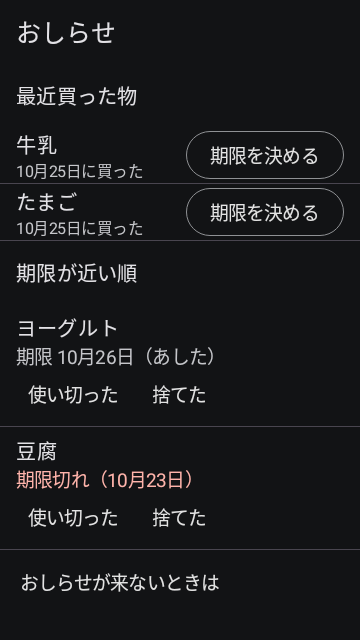 おしらせ
最近買った物
牛乳
10月25日に買った
期限を決める
たまご
10月25日に買った
期限を決める
期限が近い順
ヨーグルト
期限 10月26日（あした）
使い切った 捨てた
豆腐
期限切れ（10月23日）
使い切った 捨てた
おしらせが来ないときは